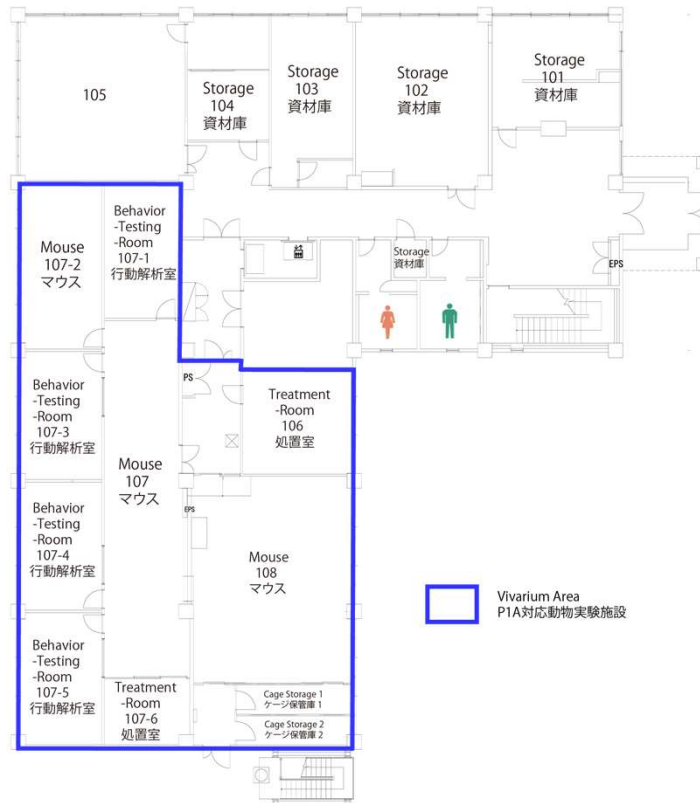 105
Storage
104
資材庫
Storage
103
資材庫
Storage
102
資材庫
Storage
101
資材庫
Mouse
107-2
マウス
Behavior
-Testing
-Room
107-1
行動解析室
Storage
資材庫
EPS
Behavior
-Testing
-Room
107-3
行動解析室
PS
Treatment
-Room
106
処置室
Mouse
107
マウス
EPS
Behavior
-Testing
-Room
107-4
行動解析室
Mouse
108
マウス
Vivarium Area
P1A対応動物実験施設
Behavior
-Testing
-Room
107-5
行動解析室
Treatment
-Room
107-6
処置室
Cage Storage 1
ケージ保管庫 1
Cage Storage 2
ケージ保管庫 2